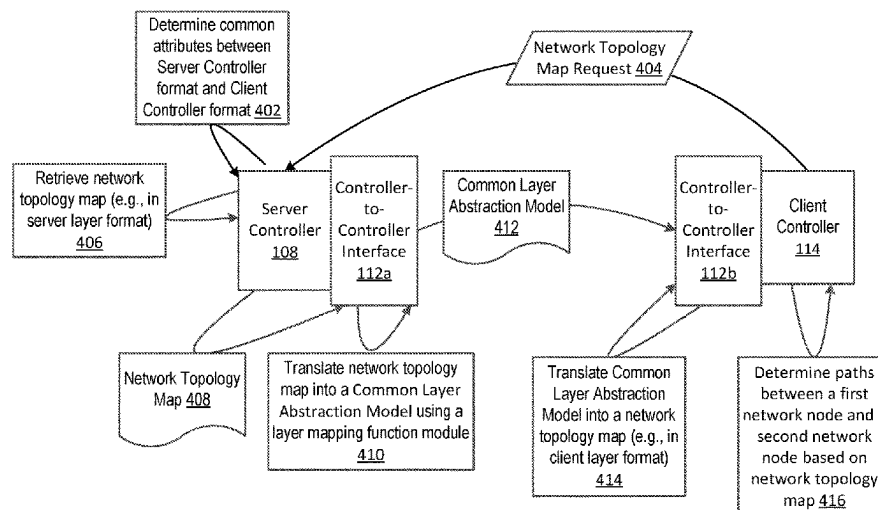 Determine common
attributes between
Server Controller
format and Client
Controller format 402
Network Topology
Map Request 404
Retrieve network
topology map (e.g., in
server layer format)
406
Server
Controller
108
Controller-
to-
Controller
Interface
112a
Common Layer
Abstraction Model
412
Controller-
to-
Controller
Interface
112b
Client
Controller
114
Network Topology
Map 408
Translate network topology
map into a Common Layer
Abstraction Model using a
layer mapping function module
410
Translate Common
Layer Abstraction
Model into a network
topology map (e.g., in
client layer format)
414
Determine paths
between a first
network node and
second network
node based on
network topology
map 416